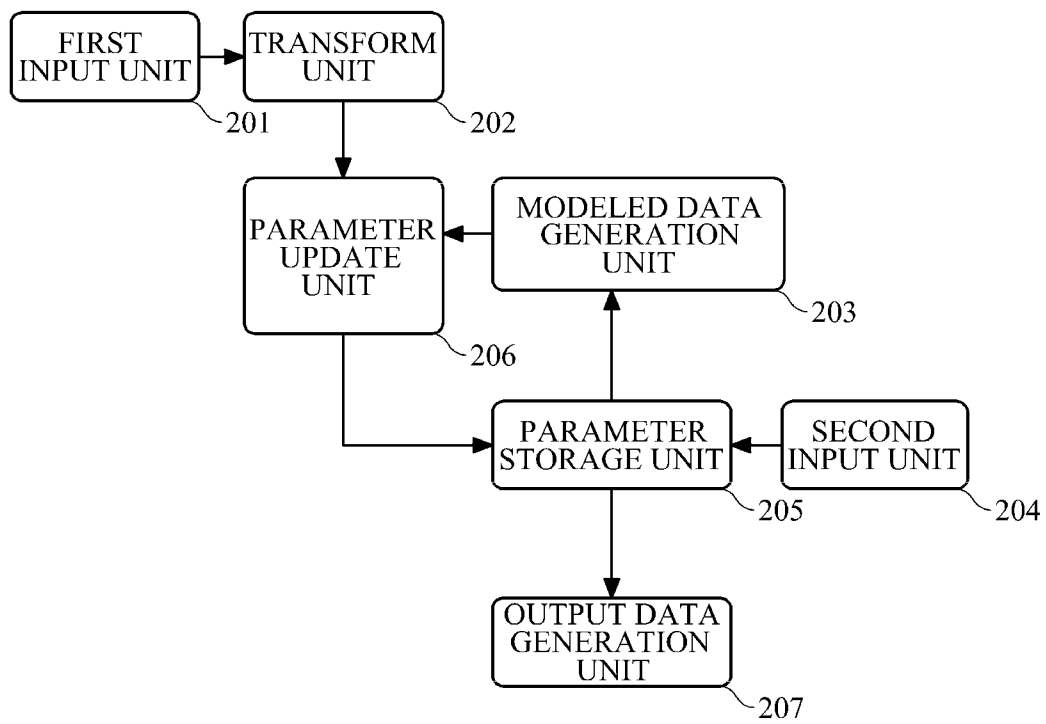 FIRST
INPUT UNIT
201
TRANSFORM
UNIT
202
PARAMETER
UPDATE
UNIT
206
MODELED DATA
GENERATION
UNIT
203
PARAMETER
STORAGE UNIT
205
SECOND
INPUT UNIT
204
OUTPUT DATA
GENERATION
UNIT
207